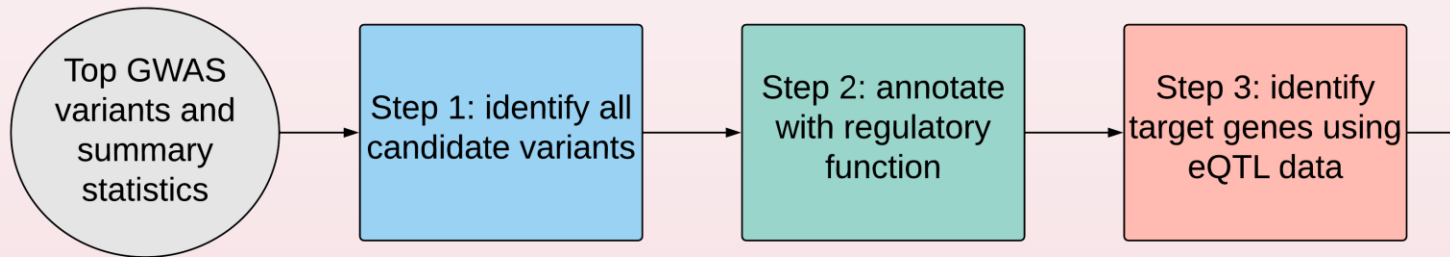 Top GWAS
variants and
summary
statistics
Step 1: identify all
candidate variants
Step 2: annotate
with regulatory
function
Step 3: identify
target genes using
eQTL data